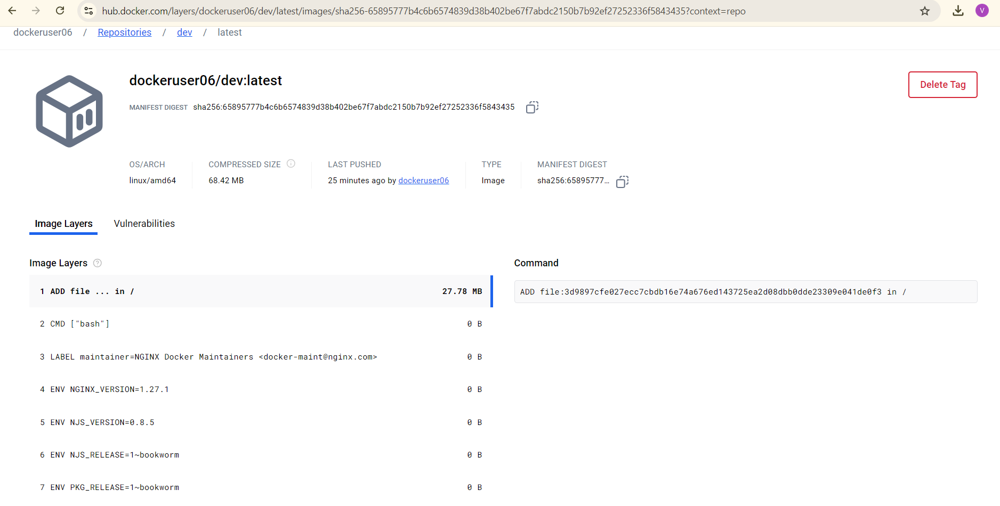 hub.docker.com/layers/dockeruser06/dev/latest/images/sha256-65895777b4c6b6574839d38b402be67f7abdc2150b7b92ef27252336f5843435?context=repo
V
dockeruser06 / Repositories / dev / latest
dockeruser06/dev:latest
Delete Tag
MANIFEST DIGEST sha256:65895777b4c6b6574839d38b402be67f7abdc2150b7b92ef27252336f5843435
OS/ARCH COMPRESSED SIZE LAST PUSHED TYPE MANIFEST DIGEST
linux/amd64 68.42 MB 25 minutes ago by dockeruser06 Image sha256:65895777...
Image Layers Vulnerabilities
Image Layers Command
1 ADD file ... in / 27.78 MB
ADD file:3d9897cfe027ecc7cbdb16e74a676ed143725ea2d08dbb0dde23309e041de0f3 in /
2 CMD ["bash"] 0 B
3 LABEL maintainer=NGINX Docker Maintainers <docker-maint@nginx.com> 0 B
4 ENV NGINX_VERSION=1.27.1 0 B
5 ENV NJS_VERSION=0.8.5 0 B
6 ENV NJS_RELEASE=1~bookworm 0 B
7 ENV PKG_RELEASE=1~bookworm 0 B